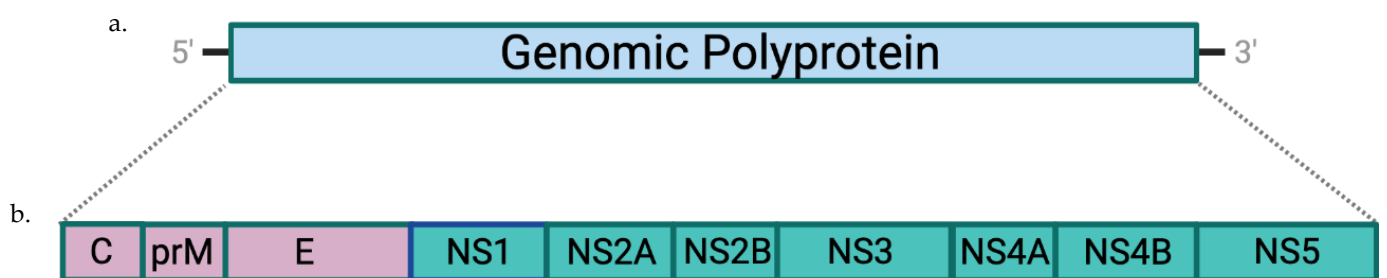 a.
5' Genomic Polyprotein 3'
b.
C prM E NS1 NS2A NS2B NS3 NS4A NS4B NS5